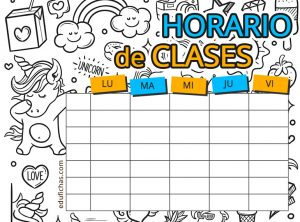 HORARIO
de CLASES
UNICORN
LU MA MI JU VI
LOVE
edufichas.com